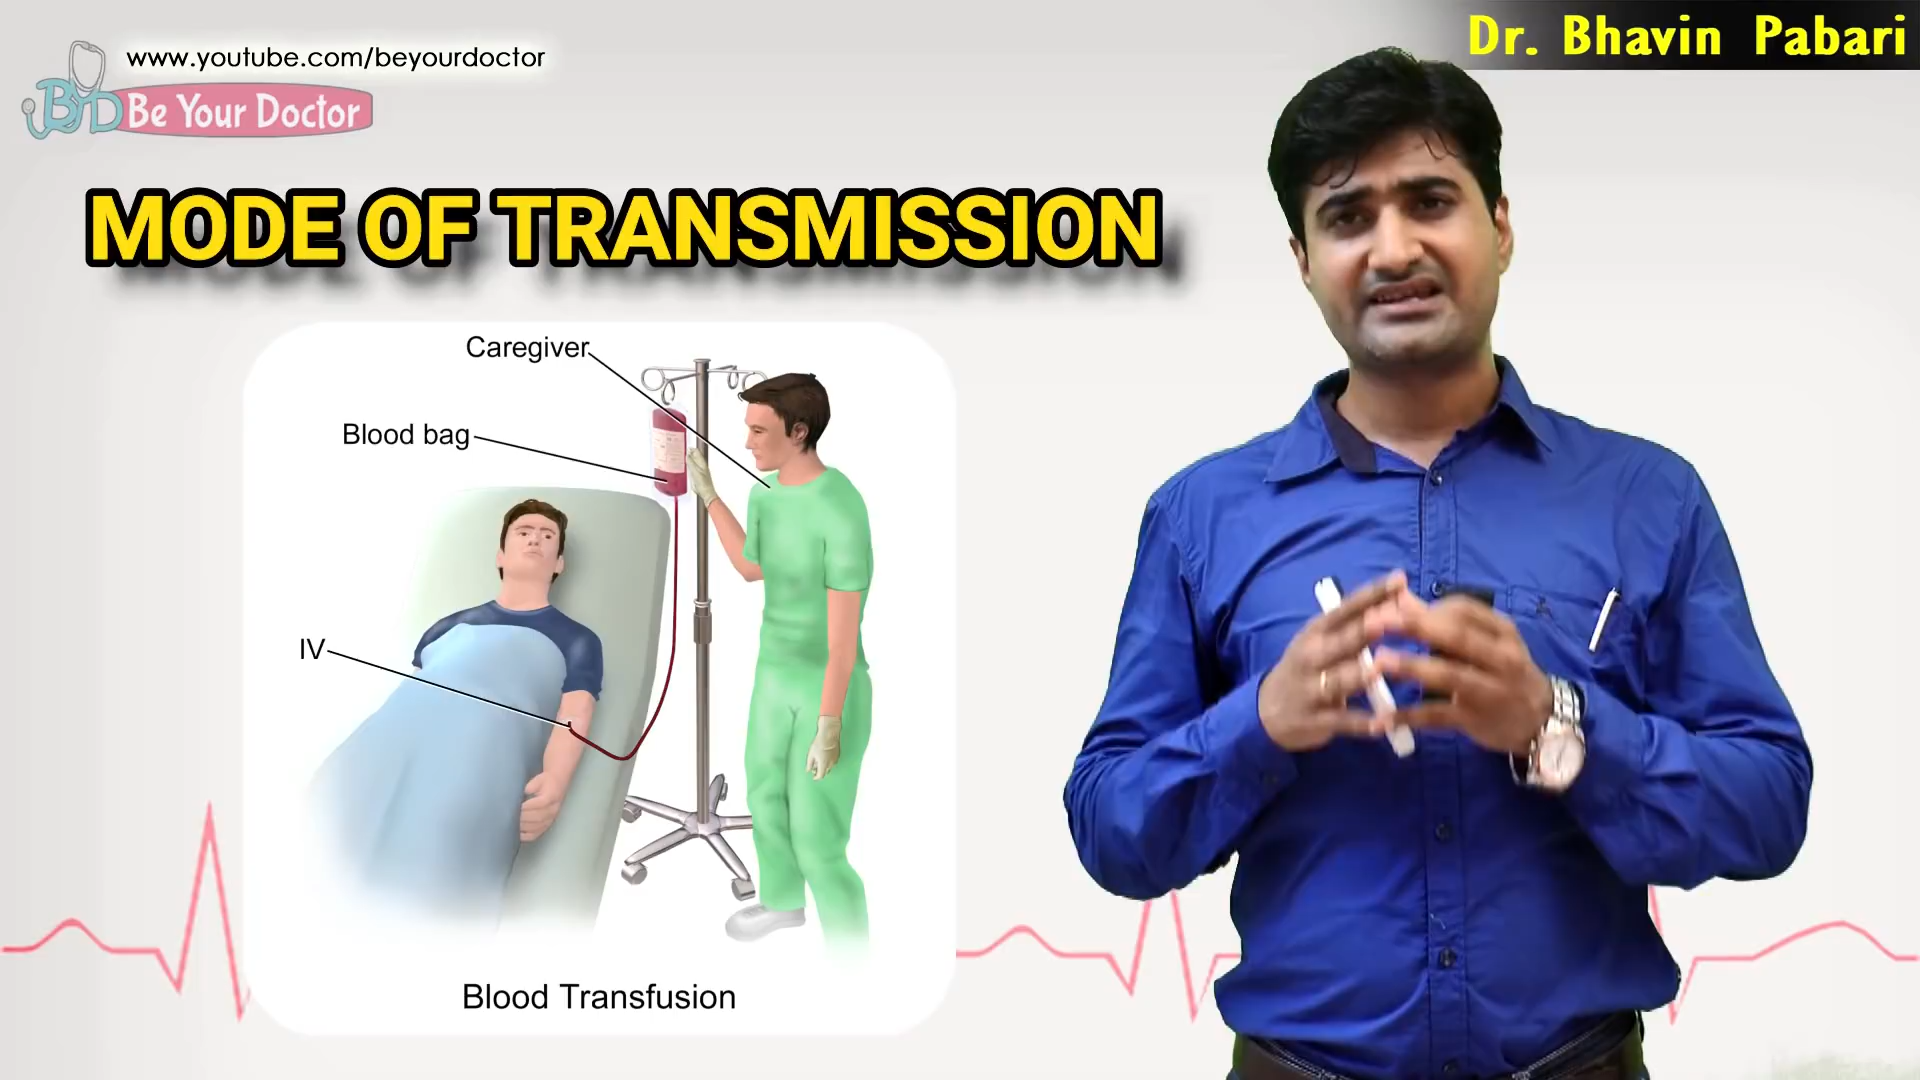 Dr. Bhavin Pabari
www.youtube.com/beyourdoctor
BYD Be Your Doctor
MODE OF TRANSMISSION
Caregiver
Blood bag
IV
Blood Transfusion